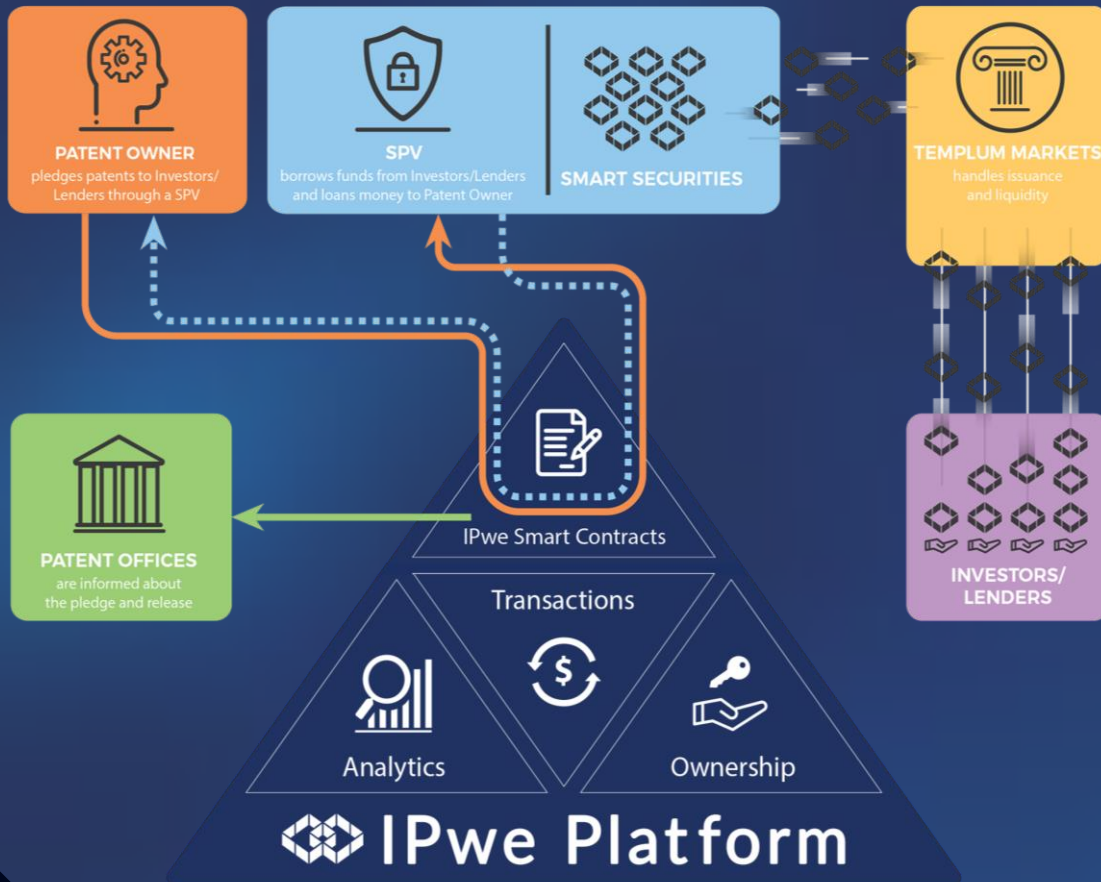 PATENT OWNER
pledges patents to Investors/
Lenders through a SPV
SPV
borrows funds from Investors/Lenders
and loans money to Patent Owner
SMART SECURITIES
TEMPLUM MARKETS
handles issuance
and liquidity
PATENT OFFICES
are informed about
the pledge and release
IPwe Smart Contracts
INVESTORS/
LENDERS
Transactions
$
Analytics
Ownership
IPwe Platform